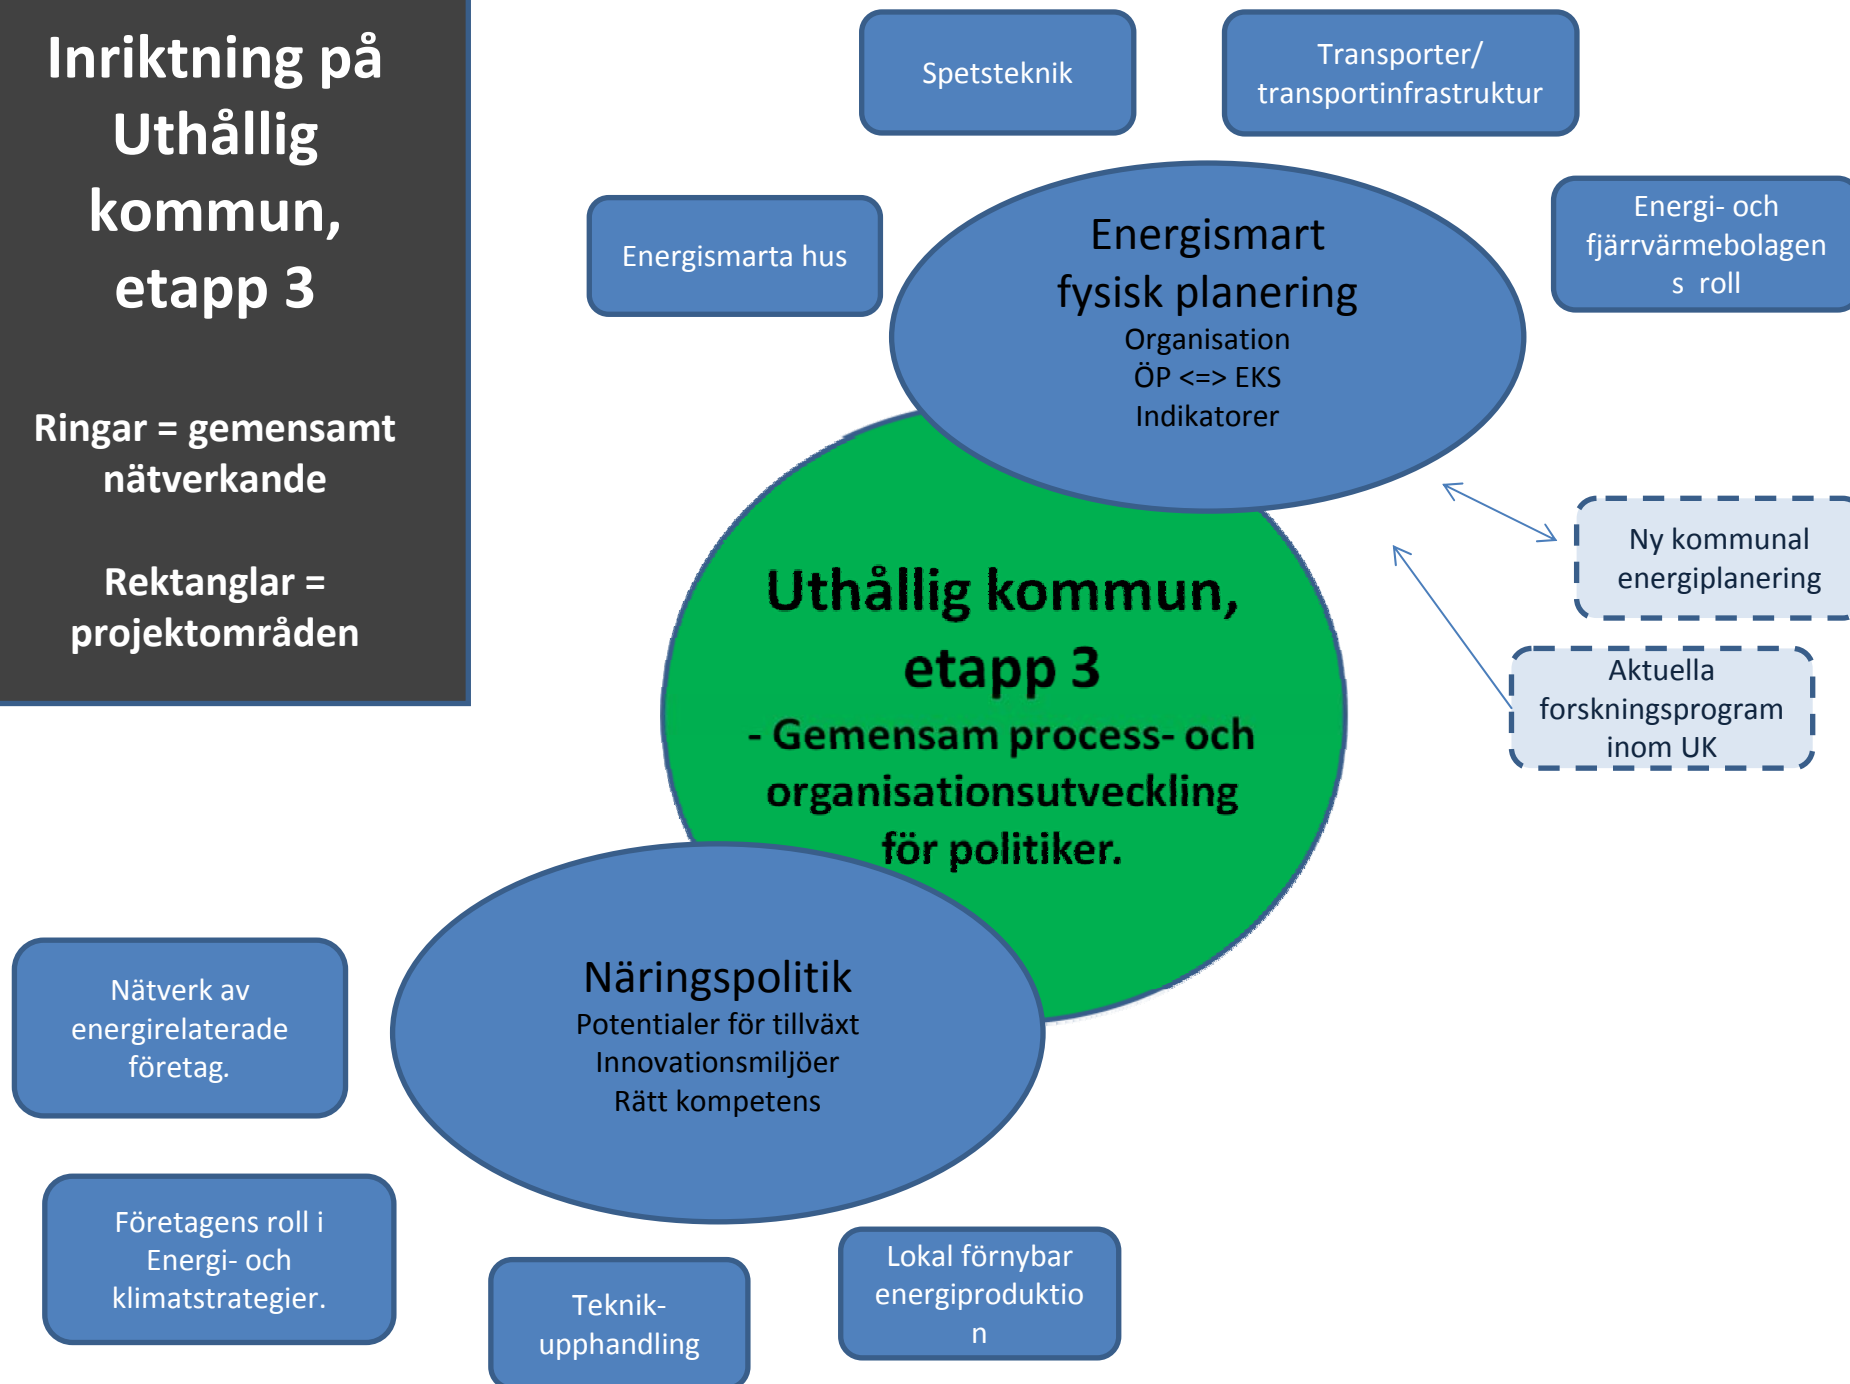 Inriktning på
Uthållig
kommun,
etapp 3
Ringar = gemensamt
nätverkande
Rektanglar =
projektområden
Spetsteknik
Transporter/
transportinfrastruktur
Energismarta hus
Energi- och
fjärrvärmebolagen
s roll
Energismart
fysisk planering
Organisation
ÖP <=> EKS
Indikatorer
Ny kommunal
energiplanering
Aktuella
forskningsprogram
inom UK
Uthållig kommun,
etapp 3
- Gemensam process- och
organisationsutveckling
för politiker.
Näringspolitik
Potentialer för tillväxt
Innovationsmiljöer
Rätt kompetens
Nätverk av
energirelaterade
företag.
Företagens roll i
Energi- och
klimatstrategier.
Teknik-
upphandling
Lokal förnybar
energiproduktio
n